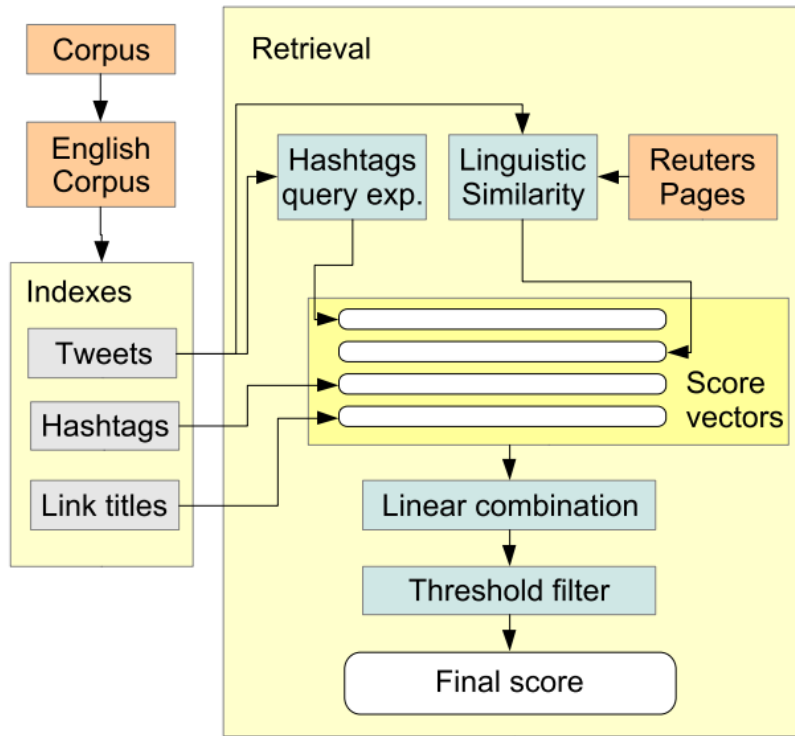 Corpus
English
Corpus
Indexes
Tweets
Hashtags
Link titles
Retrieval
Hashtags
query exp.
Linguistic
Similarity
Reuters
Pages
Score
vectors
Linear combination
Threshold filter
Final score